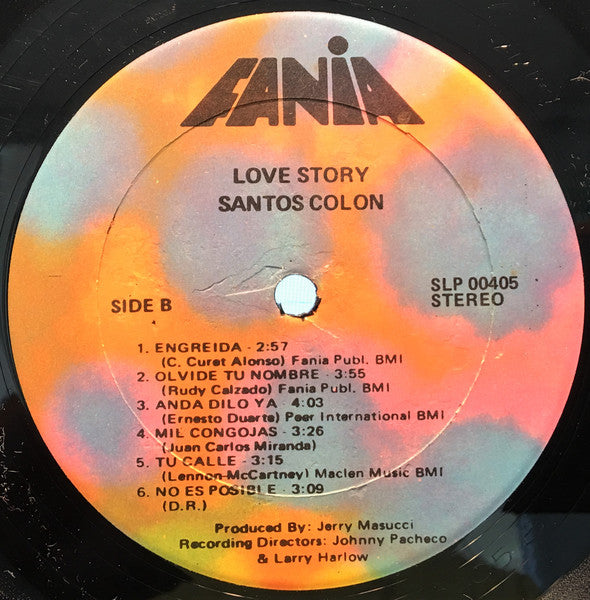 FANIA
LOVE STORY
SANTOS COLON
SLP 00405
STEREO
SIDE B
1. ENGREIDA - 2:57
(C. Curet Alonso) Fania Publ. BMI
2. OLVIDE TU NOMBRE - 3:55
(Rudy Calzado) Fania Publ. BMI
3. ANDA DILO YA - 4:03
(Ernesto Duarte) Peer International BMI
4. MIL CONGOJAS - 3:26
(Juan Carlos Miranda)
5. TU CALLE - 3:15
(Lennon-McCartney) Maclen Music BMI
6. NO ES POSIBLE - 3:09
(D.R.)
Produced By: Jerry Masucci
Recording Directors: Johnny Pacheco
& Larry Harlow